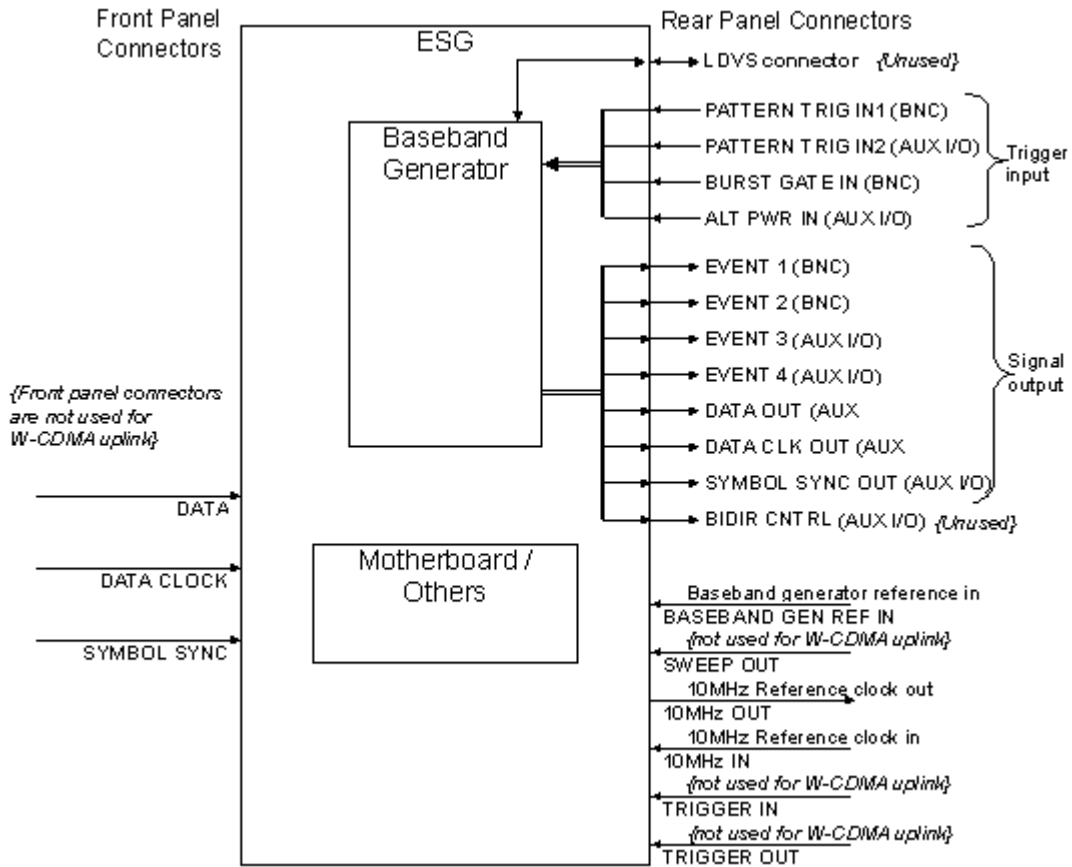 Front Panel
Connectors
ESG
Rear Panel Connectors
LDVS connector {Unused}
PATTERN TRIG IN1 (BNC)
PATTERN TRIG IN2 (AUX I/O)
BURST GATE IN (BNC)
ALT PWR IN (AUX I/O)
Trigger
input
Baseband
Generator
EVENT 1 (BNC)
EVENT 2 (BNC)
EVENT 3 (AUX I/O)
EVENT 4 (AUX I/O)
DATA OUT (AUX
DATA CLK OUT (AUX
SYMBOL SYNC OUT (AUX I/O)
BIDIR CNTRL (AUX I/O) {Unused}
Signal
output
{Front panel connectors
are not used for
W-CDMA uplink}
DATA
DATA CLOCK
SYMBOL SYNC
Motherboard /
Others
Baseband generator reference in
BASEBAND GEN REF IN
{not used for W-CDMA uplink}
SWEEP OUT
10MHz Reference clock out
10MHz OUT
10MHz Reference clock in
10MHz IN
{not used for W-CDMA uplink}
TRIGGER IN
{not used for W-CDMA uplink}
TRIGGER OUT